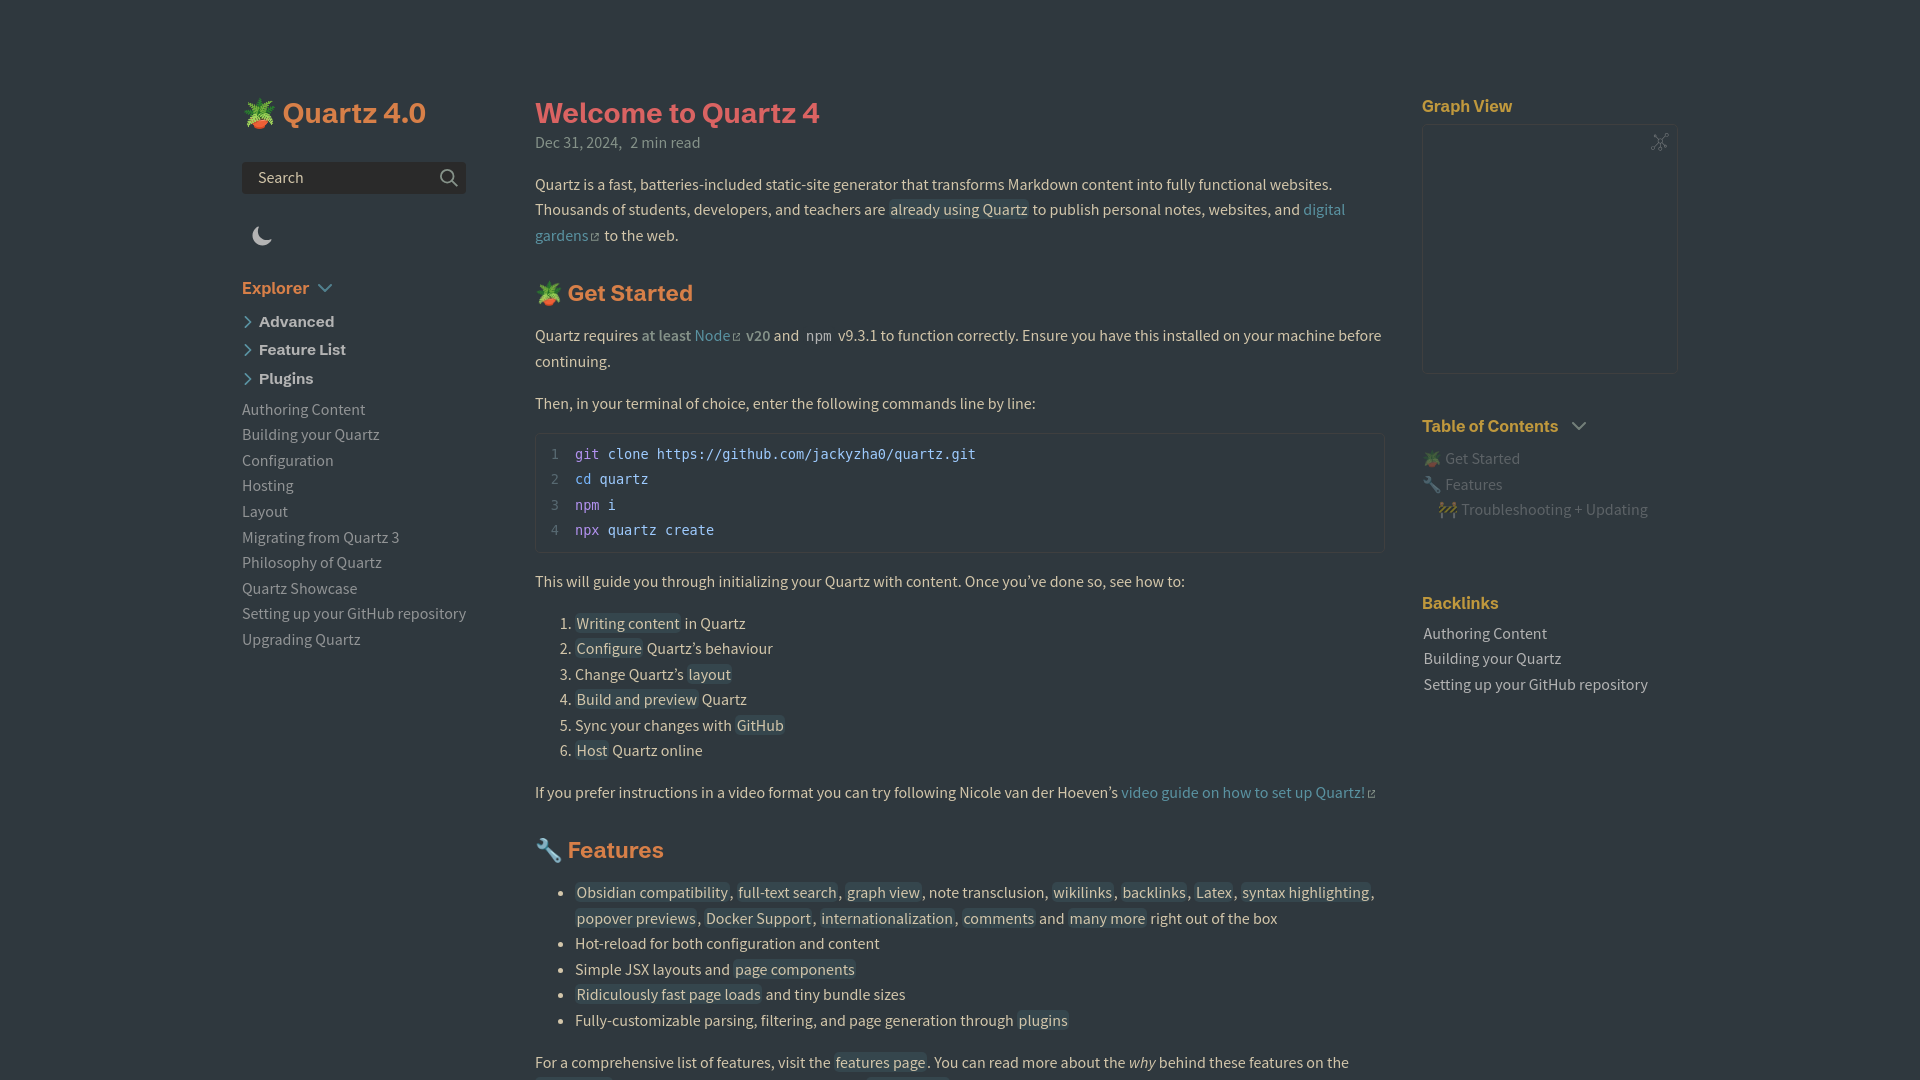 🪴 Quartz 4.0
Search
Explorer
Advanced
Feature List
Plugins
Authoring Content
Building your Quartz
Configuration
Hosting
Layout
Migrating from Quartz 3
Philosophy of Quartz
Quartz Showcase
Setting up your GitHub repository
Upgrading Quartz
Welcome to Quartz 4
Dec 31, 2024, 2 min read
Quartz is a fast, batteries-included static-site generator that transforms Markdown content into fully functional websites.
Thousands of students, developers, and teachers are already using Quartz to publish personal notes, websites, and digital
gardens to the web.
🪴 Get Started
Quartz requires at least Node v20 and npm v9.3.1 to function correctly. Ensure you have this installed on your machine before
continuing.
Then, in your terminal of choice, enter the following commands line by line:
1 git clone https://github.com/jackyzha0/quartz.git
2 cd quartz
3 npm i
4 npx quartz create
This will guide you through initializing your Quartz with content. Once you’ve done so, see how to:
1. Writing content in Quartz
2. Configure Quartz’s behaviour
3. Change Quartz’s layout
4. Build and preview Quartz
5. Sync your changes with GitHub
6. Host Quartz online
If you prefer instructions in a video format you can try following Nicole van der Hoeven’s video guide on how to set up Quartz!
🔧 Features
• Obsidian compatibility, full-text search, graph view, note transclusion, wikilinks, backlinks, Latex, syntax highlighting,
popover previews, Docker Support, internationalization, comments and many more right out of the box
• Hot-reload for both configuration and content
• Simple JSX layouts and page components
• Ridiculously fast page loads and tiny bundle sizes
• Fully-customizable parsing, filtering, and page generation through plugins
For a comprehensive list of features, visit the features page. You can read more about the why behind these features on the
Graph View
Table of Contents
🪴 Get Started
🔧 Features
🚧 Troubleshooting + Updating
Backlinks
Authoring Content
Building your Quartz
Setting up your GitHub repository